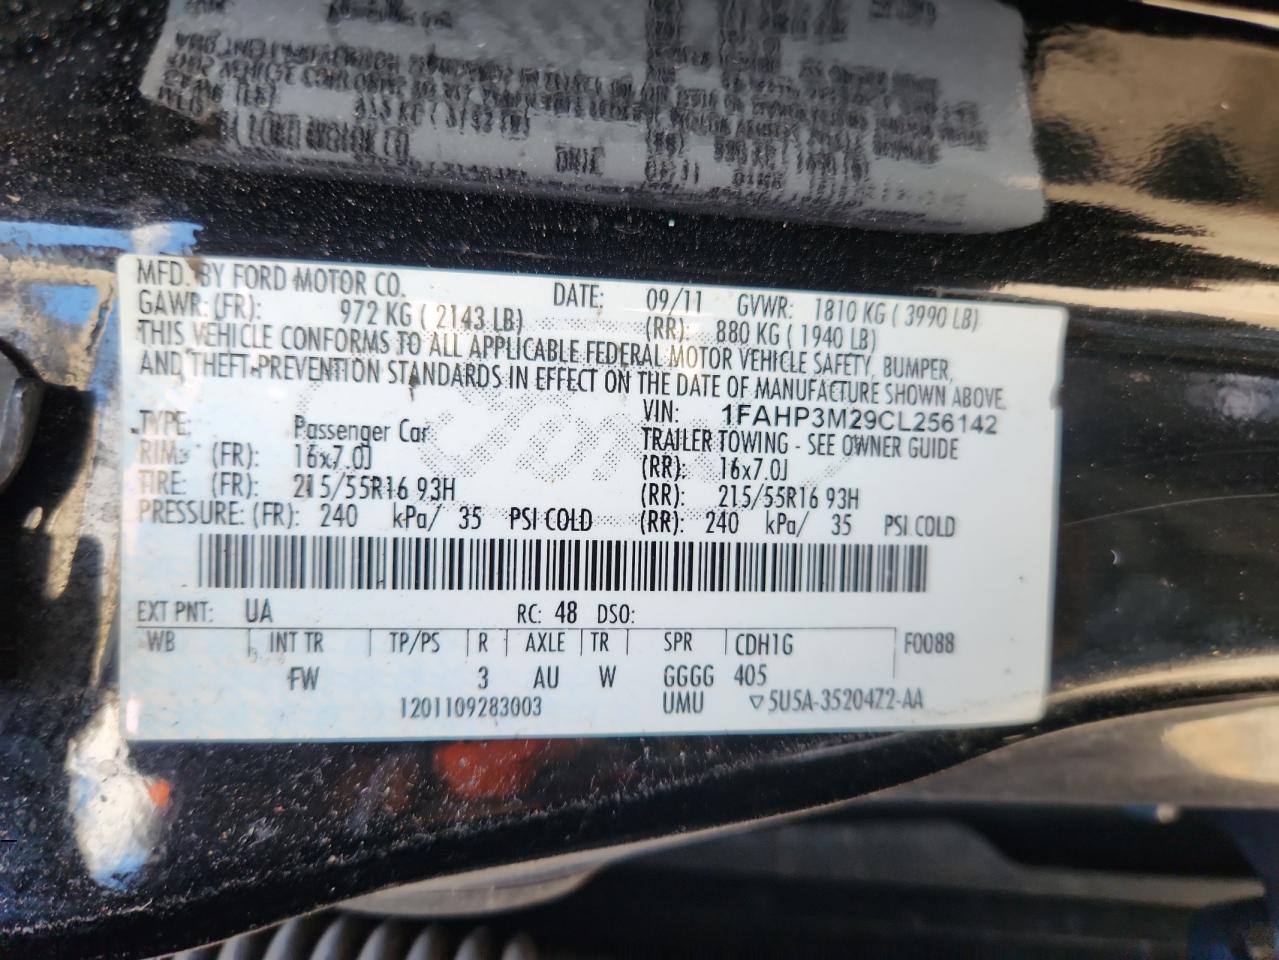 MFD. BY FORD MOTOR CO. DATE: 09/11 GVWR: 1810 KG ( 3990 LB)
GAWR: (FR): 972 KG ( 2143 LB) (RR): 880 KG ( 1940 LB)
THIS VEHICLE CONFORMS TO ALL APPLICABLE FEDERAL MOTOR VEHICLE SAFETY, BUMPER,
AND THEFT PREVENTION STANDARDS IN EFFECT ON THE DATE OF MANUFACTURE SHOWN ABOVE.
VIN: 1FAHP3M29CL256142
TYPE: Passenger Car TRAILER TOWING - SEE OWNER GUIDE
RIM: (FR): 16x7.0J (RR): 16x7.0J
TIRE: (FR): 215/55R16 93H (RR): 215/55R16 93H
PRESSURE: (FR): 240 kPa/ 35 PSI COLD (RR): 240 kPa/ 35 PSI COLD
EXT PNT: UA RC: 48 DSO:
WB INT TR TP/PS R AXLE TR SPR CDH1G F0088
FW 3 AU W GGGG 405
1201109283003 UMU ▽5U5A-3520472-AA